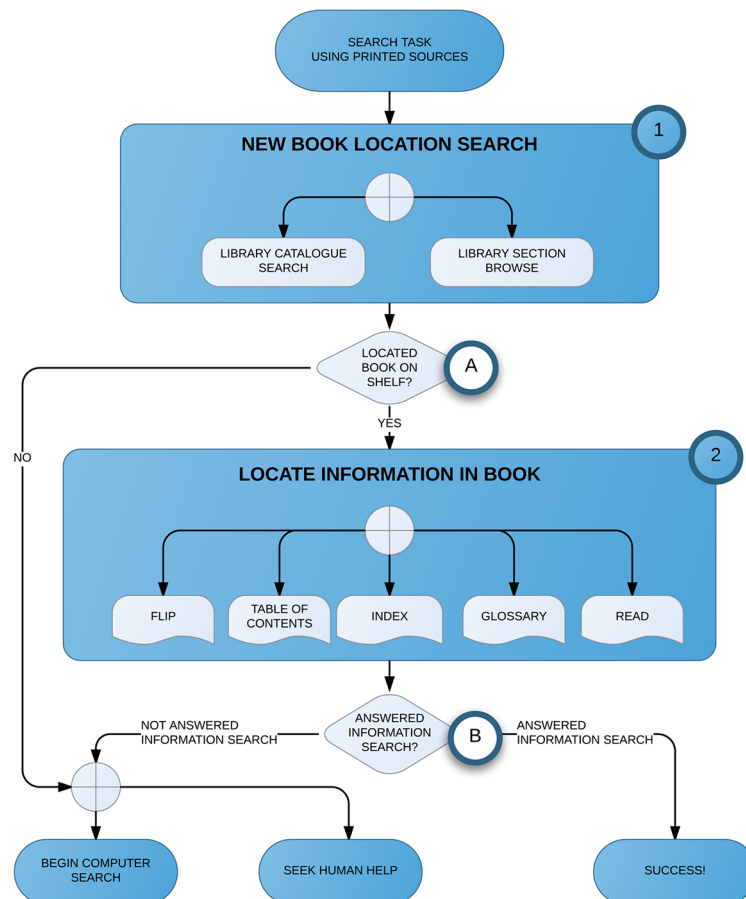 SEARCH TASK
USING PRINTED SOURCES
1
NEW BOOK LOCATION SEARCH
LIBRARY CATALOGUE
SEARCH
LIBRARY SECTION
BROWSE
LOCATED
BOOK ON
SHELF?
A
YES
NO
2
LOCATE INFORMATION IN BOOK
FLIP
TABLE OF
CONTENTS
INDEX
GLOSSARY
READ
NOT ANSWERED
INFORMATION SEARCH
ANSWERED
INFORMATION
SEARCH?
B
ANSWERED
INFORMATION SEARCH
BEGIN COMPUTER
SEARCH
SEEK HUMAN HELP
SUCCESS!